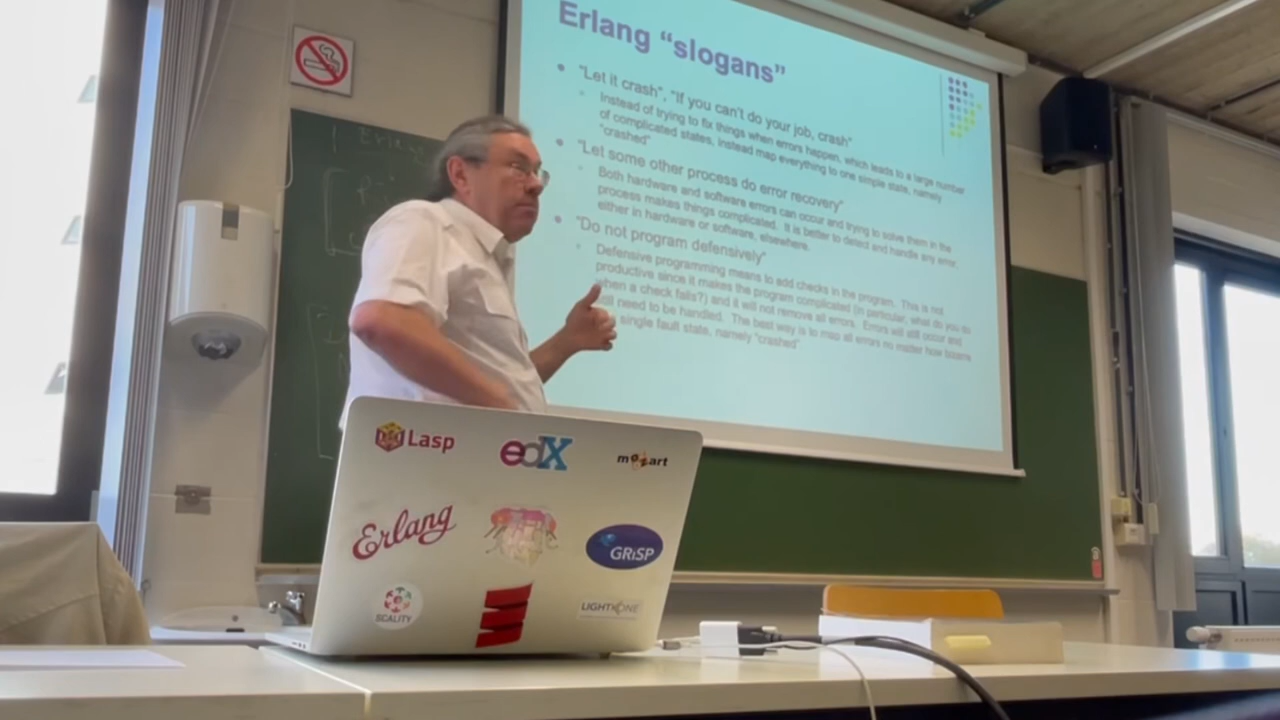 Erlang "slogans"
"Let it crash", "If you can't do your job, crash"
Instead of trying to fix things when errors happen, which leads to a large number
of complicated states, instead map everything to one simple state, namely
"crashed"
"Let some other process do error recovery"
Both hardware and software errors can occur and trying to solve them in the
process makes things complicated. It is better to detect and handle any error,
either in hardware or software, elsewhere.
"Do not program defensively"
Defensive programming means to add checks in the program. This is not
productive since it makes the program complicated (in particular, what do you do
when a check fails?) and it will not remove all errors. Errors will still occur and
still need to be handled. The best way is to map all errors no matter how bizarre
single fault state, namely "crashed"
Erlang
Lasp
edX
mozart
Erlang
GRiSP
SCALITY
LIGHTKONE